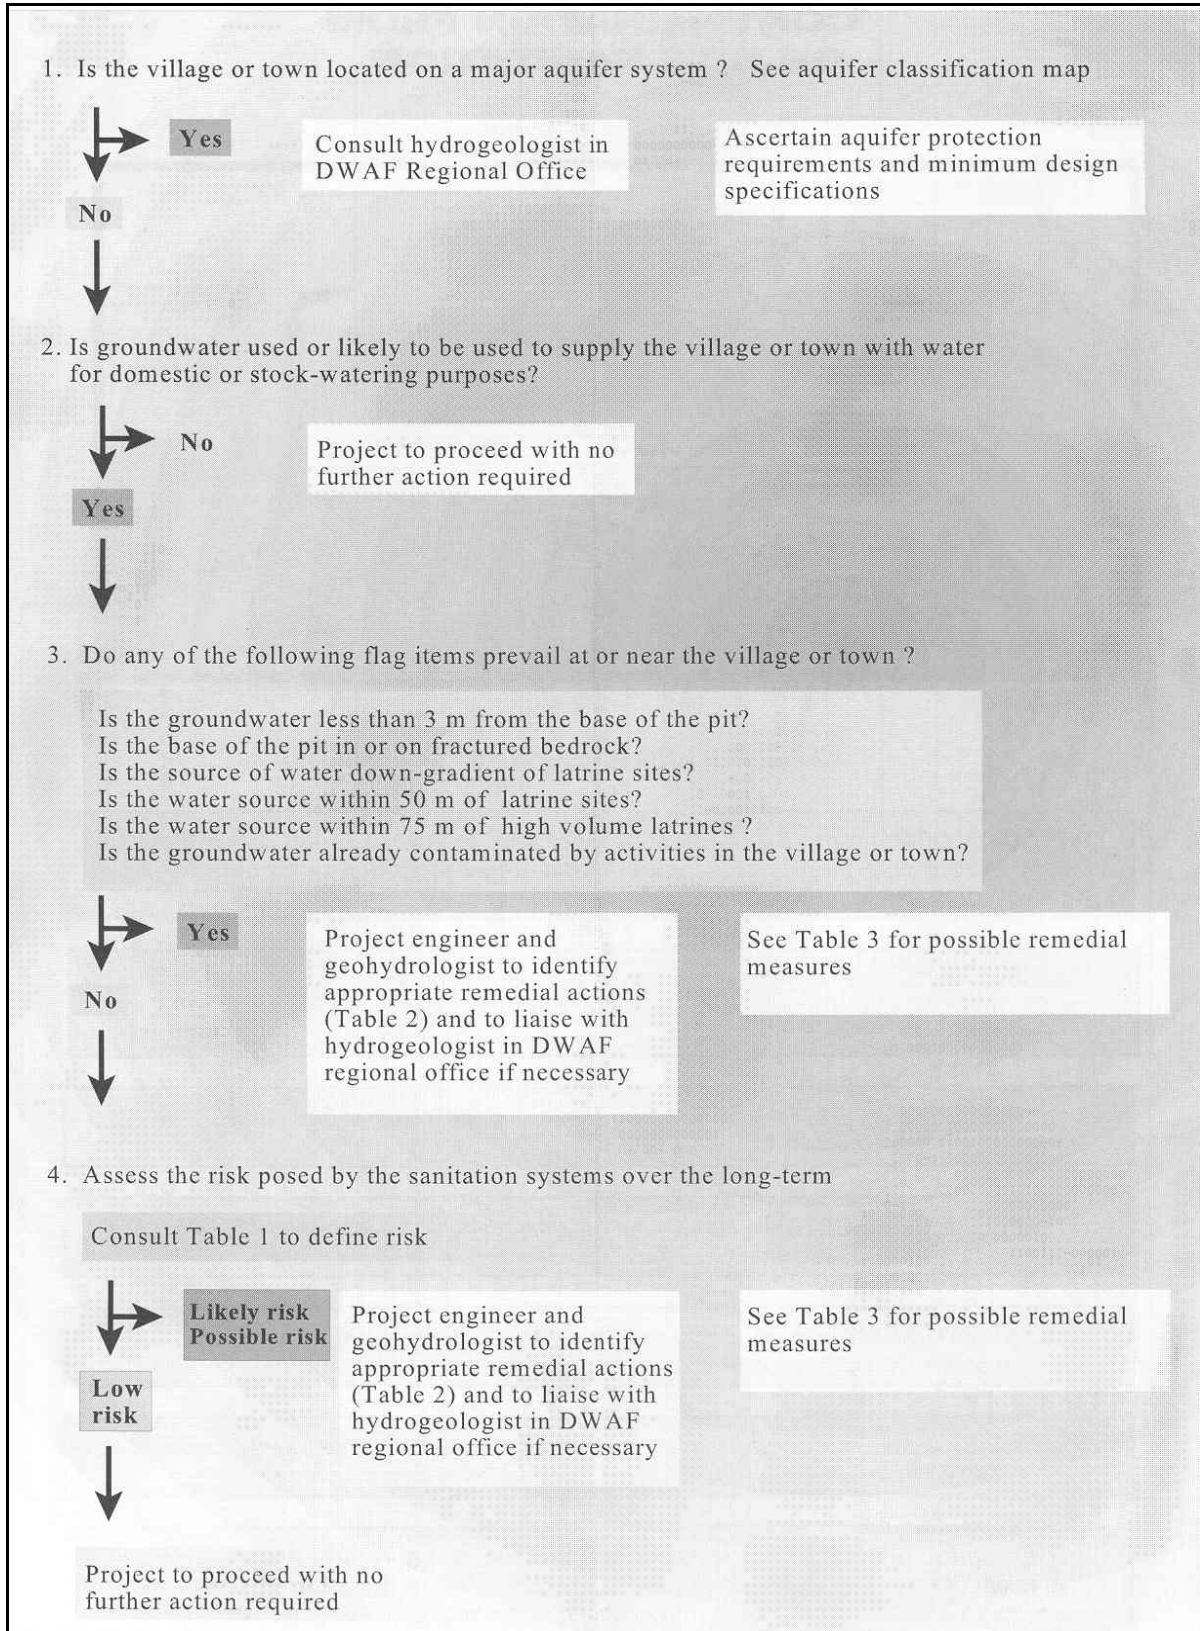 1. Is the village or town located on a major aquifer system ? See aquifer classification map
Yes
Consult hydrogeologist in
DWAF Regional Office
Ascertain aquifer protection
requirements and minimum design
specifications
No
2. Is groundwater used or likely to be used to supply the village or town with water
for domestic or stock-watering purposes?
No
Project to proceed with no
further action required
Yes
3. Do any of the following flag items prevail at or near the village or town ?
Is the groundwater less than 3 m from the base of the pit?
Is the base of the pit in or on fractured bedrock?
Is the source of water down-gradient of latrine sites?
Is the water source within 50 m of latrine sites?
Is the water source within 75 m of high volume latrines ?
Is the groundwater already contaminated by activities in the village or town?
Yes
Project engineer and
geohydrologist to identify
appropriate remedial actions
(Table 2) and to liaise with
hydrogeologist in DWAF
regional office if necessary
See Table 3 for possible remedial
measures
No
4. Assess the risk posed by the sanitation systems over the long-term
Consult Table 1 to define risk
Likely risk
Possible risk
Project engineer and
geohydrologist to identify
appropriate remedial actions
(Table 2) and to liaise with
hydrogeologist in DWAF
regional office if necessary
See Table 3 for possible remedial
measures
Low
risk
Project to proceed with no
further action required